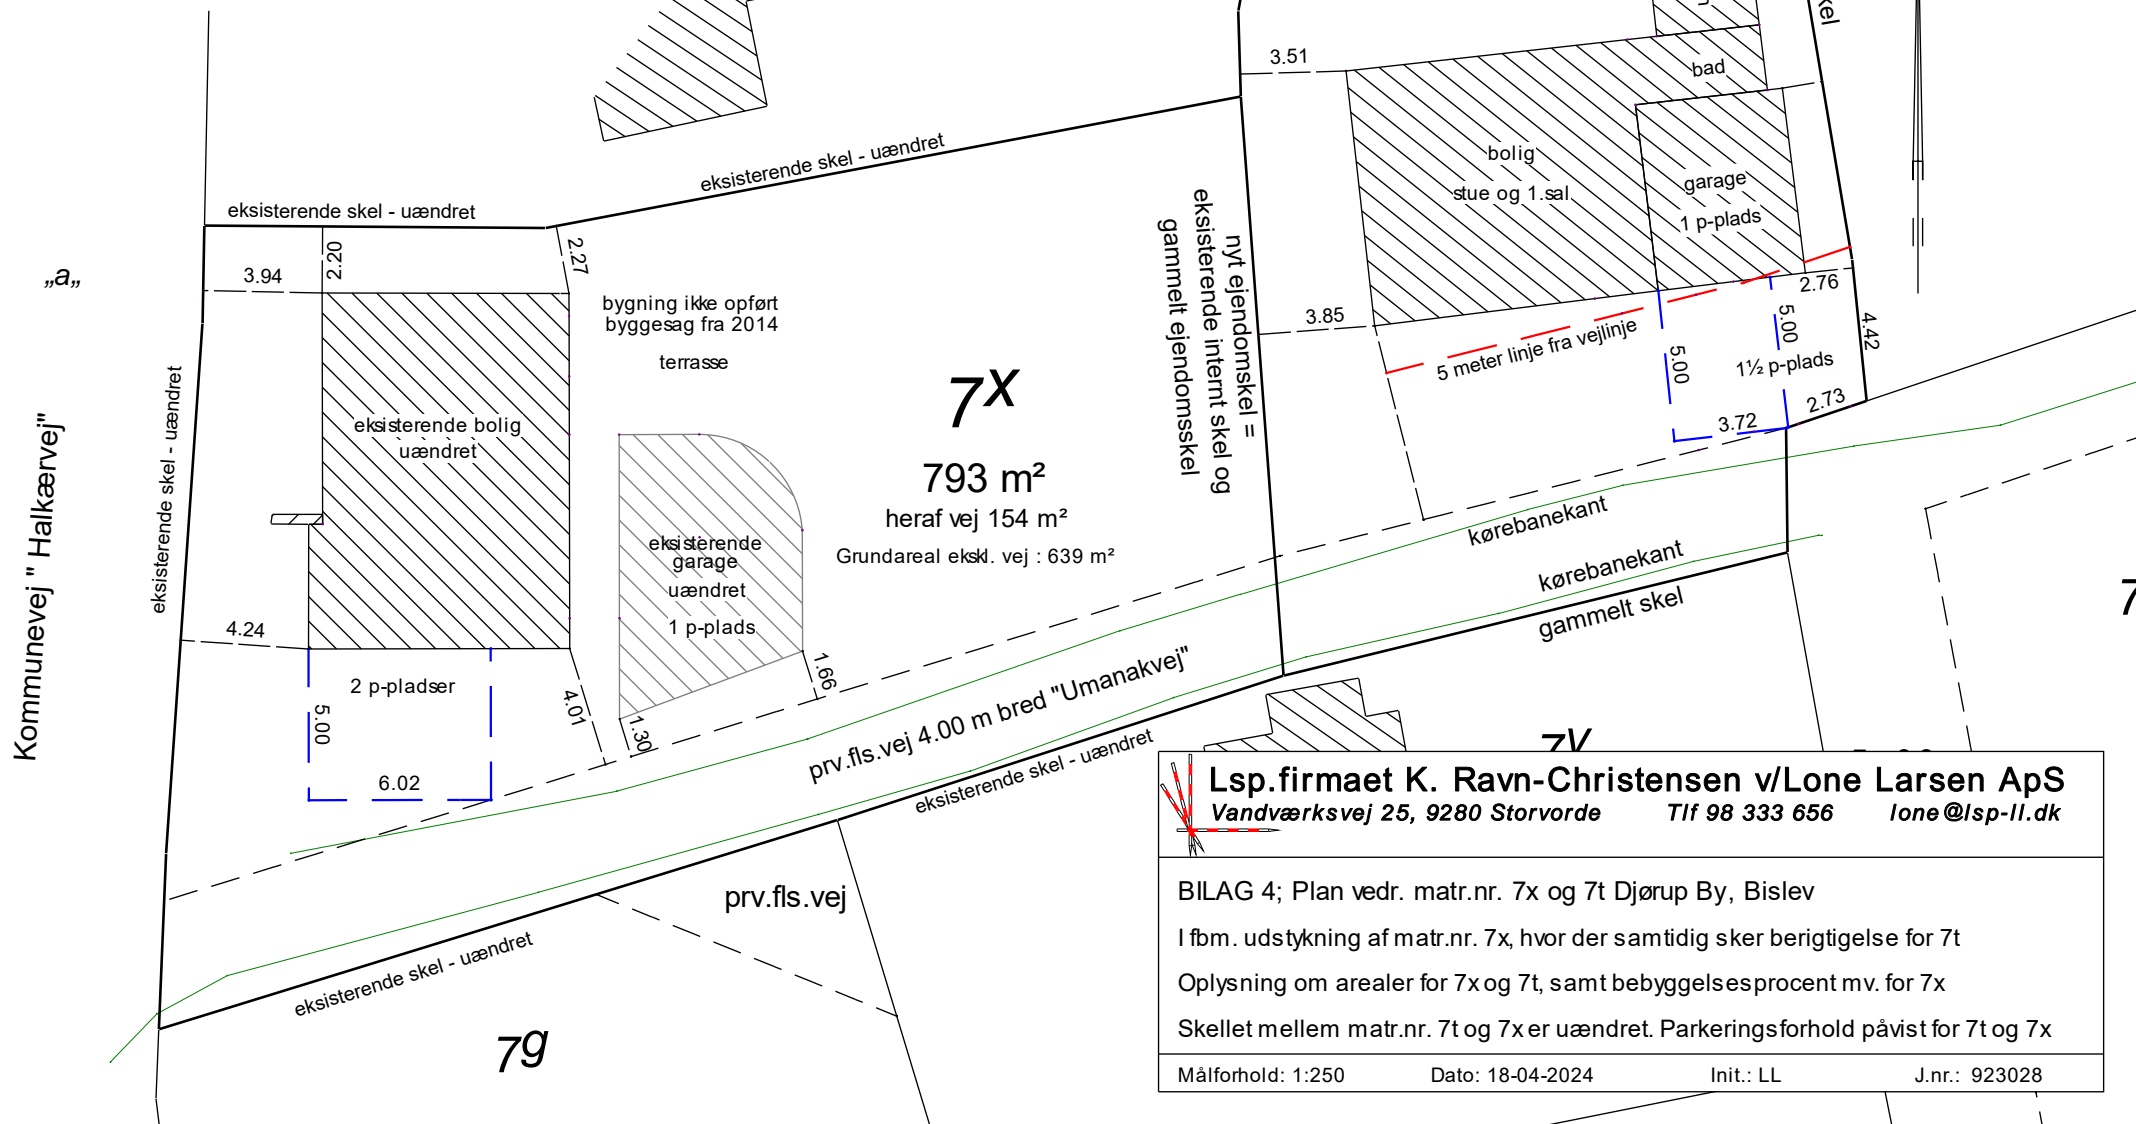 3.51
bad
bolig
stue og 1.sal
garage
1 p-plads
eksisterende skel - uændret
eksisterende skel - uændret
„a„
3.94
2.20
2.27
bygning ikke opført
byggesag fra 2014
terrasse
7x
793 m²
heraf vej 154 m²
Grundareal ekskl. vej : 639 m²
nyt ejendomskel =
eksisterende internt skel og
gammelt ejendomsskel
3.85
5 meter linje fra vejlinje
2.76
5.00
5.00
4.42
1½ p-plads
3.72
2.73
Kommunevej " Halkærvej"
eksisterende skel - uændret
eksisterende bolig
uændret
eksisterende
garage
uændret
1 p-plads
4.24
2 p-pladser
5.00
6.02
4.01
1.30
1.66
kørebanekant
kørebanekant
gammelt skel
prv.fls.vej 4.00 m bred "Umanakvej"
eksisterende skel - uændret
prv.fls.vej
eksisterende skel - uændret
7g
Lsp.firmaet K. Ravn-Christensen v/Lone Larsen ApS
Vandværksvej 25, 9280 Storvorde Tlf 98 333 656 lone@lsp-ll.dk
BILAG 4; Plan vedr. matr.nr. 7x og 7t Djørup By, Bislev
I fbm. udstykning af matr.nr. 7x, hvor der samtidig sker berigtigelse for 7t
Oplysning om arealer for 7x og 7t, samt bebyggelsesprocent mv. for 7x
Skellet mellem matr.nr. 7t og 7x er uændret. Parkeringsforhold påvist for 7t og 7x
Målforhold: 1:250 Dato: 18-04-2024 Init.: LL J.nr.: 923028